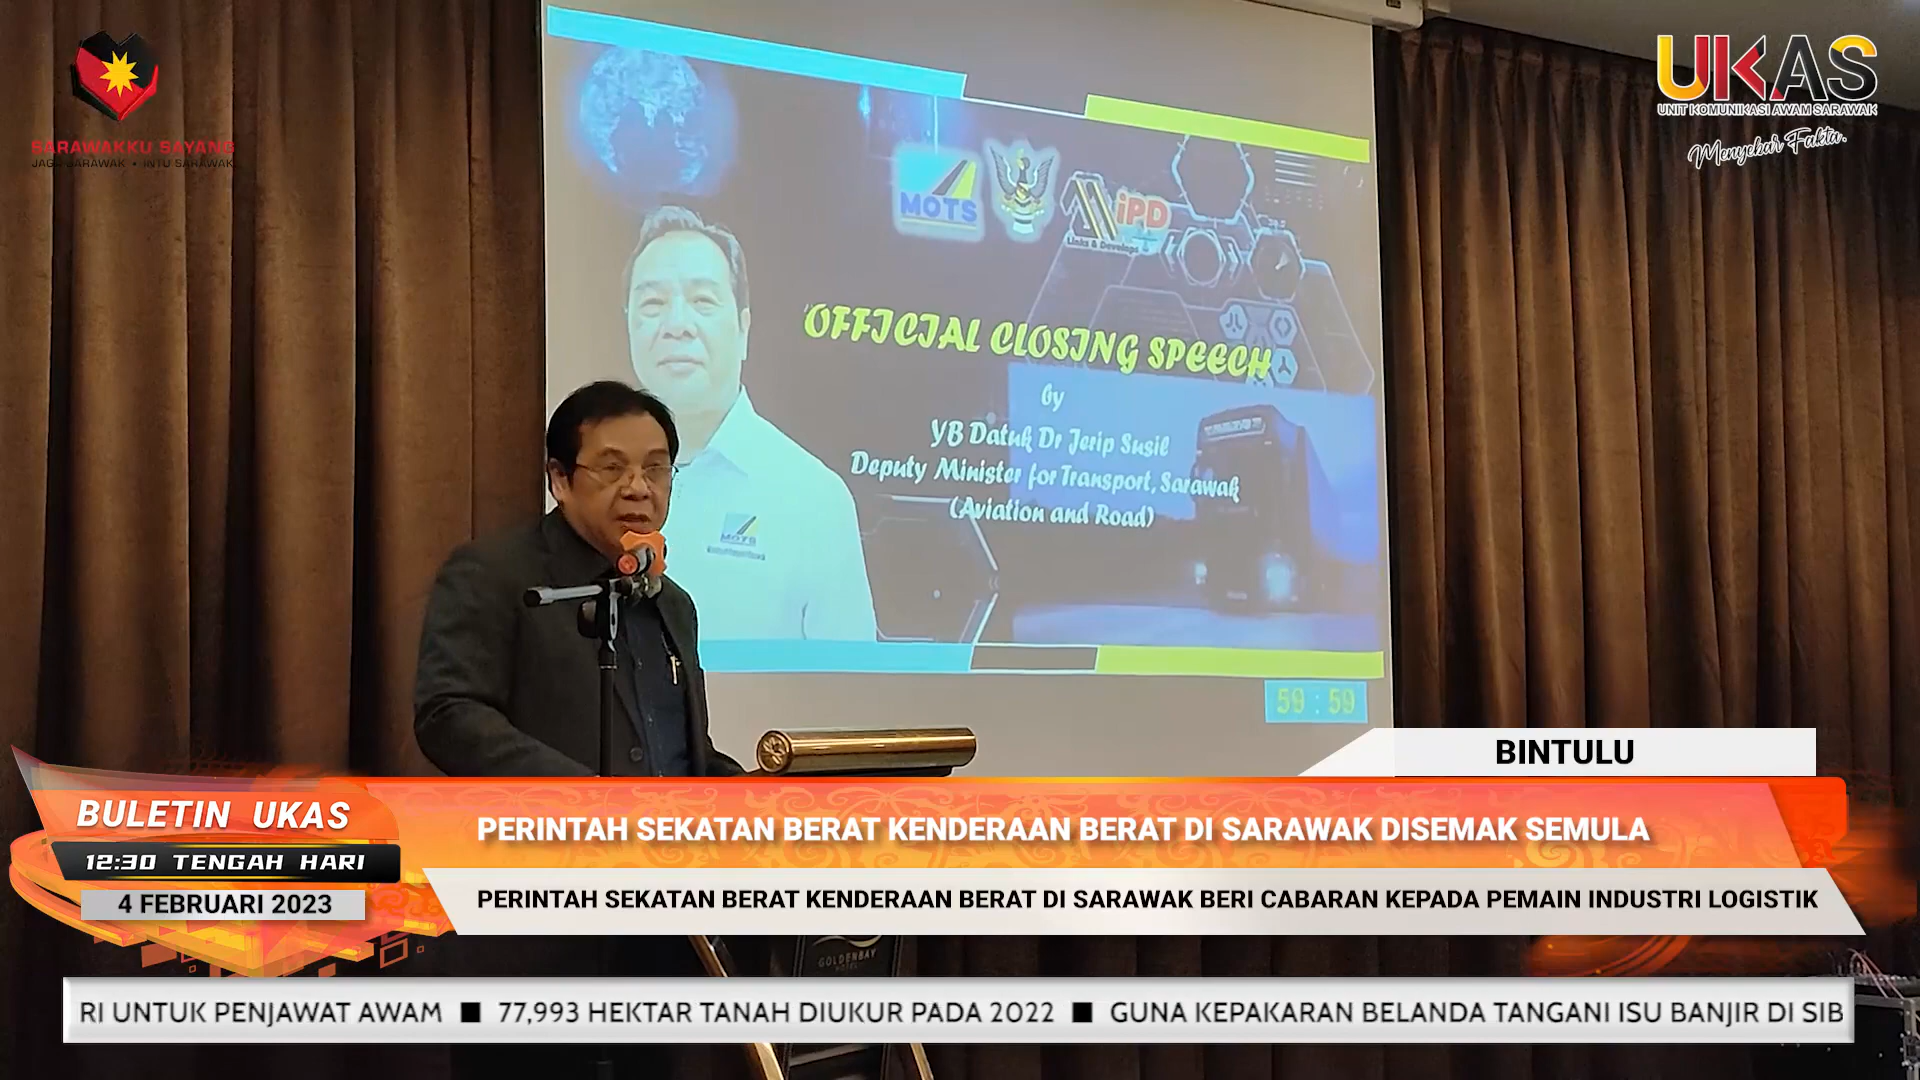 SARAWAKKU SAYANG
JAGA SARAWAK • INTU SARAWAK
UKAS
UNIT KOMUNIKASI AWAM SARAWAK
Menyebar Fakta.
MOTS
iPD
Links & Develops
OFFICIAL CLOSING SPEECH
by
YB Datuk Dr Jerip Susil
Deputy Minister for Transport, Sarawak
(Aviation and Road)
MOTS
59 : 59
BINTULU
BULETIN UKAS
12:30 TENGAH HARI
4 FEBRUARI 2023
PERINTAH SEKATAN BERAT KENDERAAN BERAT DI SARAWAK DISEMAK SEMULA
PERINTAH SEKATAN BERAT KENDERAAN BERAT DI SARAWAK BERI CABARAN KEPADA PEMAIN INDUSTRI LOGISTIK
GOLDENBAY
HOTEL
RI UNTUK PENJAWAT AWAM ■ 77,993 HEKTAR TANAH DIUKUR PADA 2022 ■ GUNA KEPAKARAN BELANDA TANGANI ISU BANJIR DI SIB